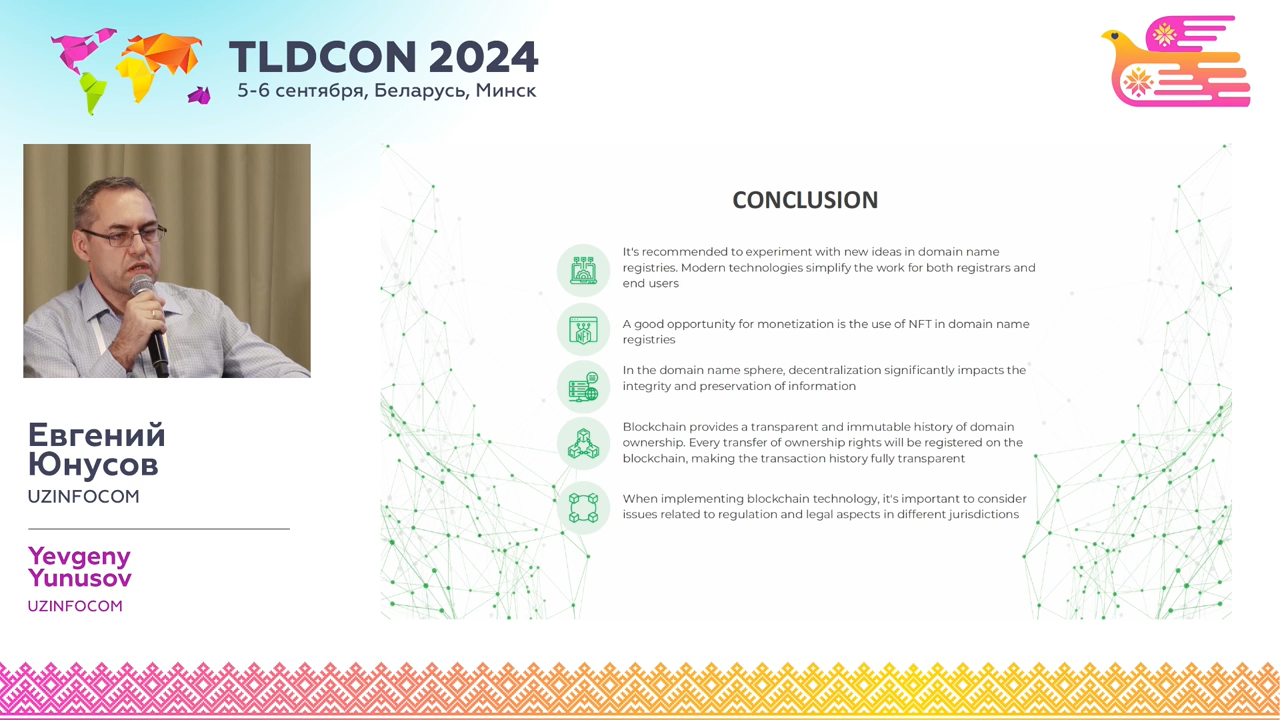 TLDCON 2024
5-6 сентября, Беларусь, Минск
Евгений
Юнусов
UZINFOCOM
Yevgeny
Yunusov
UZINFOCOM
CONCLUSION
It's recommended to experiment with new ideas in domain name
registries. Modern technologies simplify the work for both registrars and
end users
NFT
A good opportunity for monetization is the use of NFT in domain name
registries
In the domain name sphere, decentralization significantly impacts the
integrity and preservation of information
Blockchain provides a transparent and immutable history of domain
ownership. Every transfer of ownership rights will be registered on the
blockchain, making the transaction history fully transparent
When implementing blockchain technology, it's important to consider
issues related to regulation and legal aspects in different jurisdictions